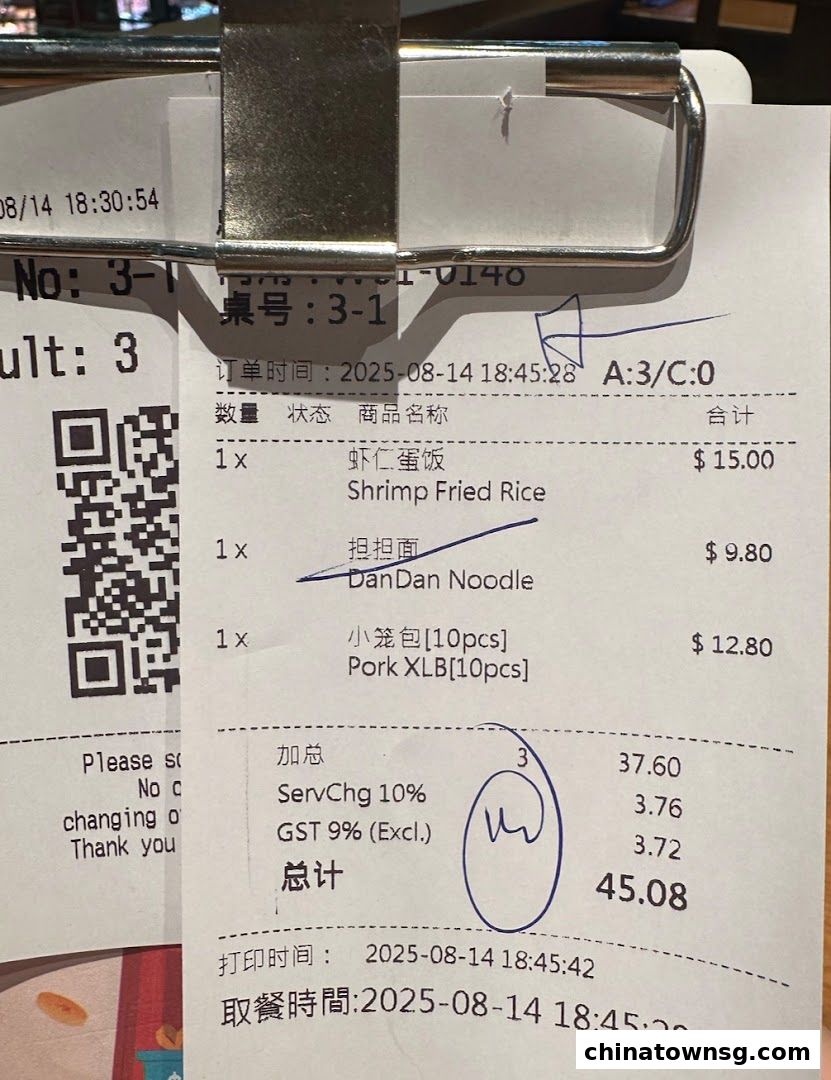 08/14 18:30:54
No: 3-1
ult: 3
Please
No
changing
Thank you
桌号：3-1
订单时间：2025-08-14 18:45:28 A:3/C:0
数量 状态 商品名称 合计
1 x 虾仁蛋饭 $ 15.00
Shrimp Fried Rice
1 x 担担面 $ 9.80
DanDan Noodle
1 x 小笼包[10pcs] $ 12.80
Pork XLB[10pcs]
加总 3 37.60
ServChg 10% 3.76
GST 9% (Excl.) 3.72
总计 45.08
打印时间： 2025-08-14 18:45:42
取餐時間:2025-08-14
chinatownsg.com